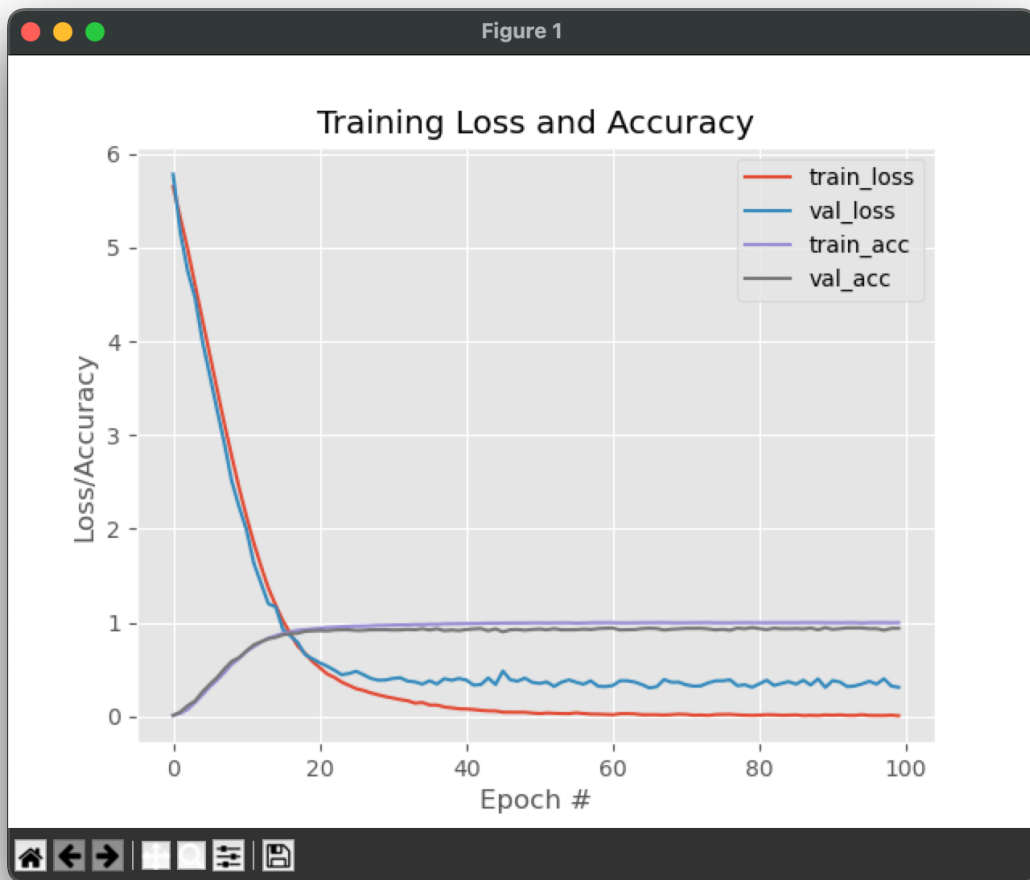 Figure 1
Training Loss and Accuracy
train_loss
val_loss
train_acc
val_acc
6
5
4
3
2
1
0
Loss/Accuracy
0 20 40 60 80 100
Epoch #